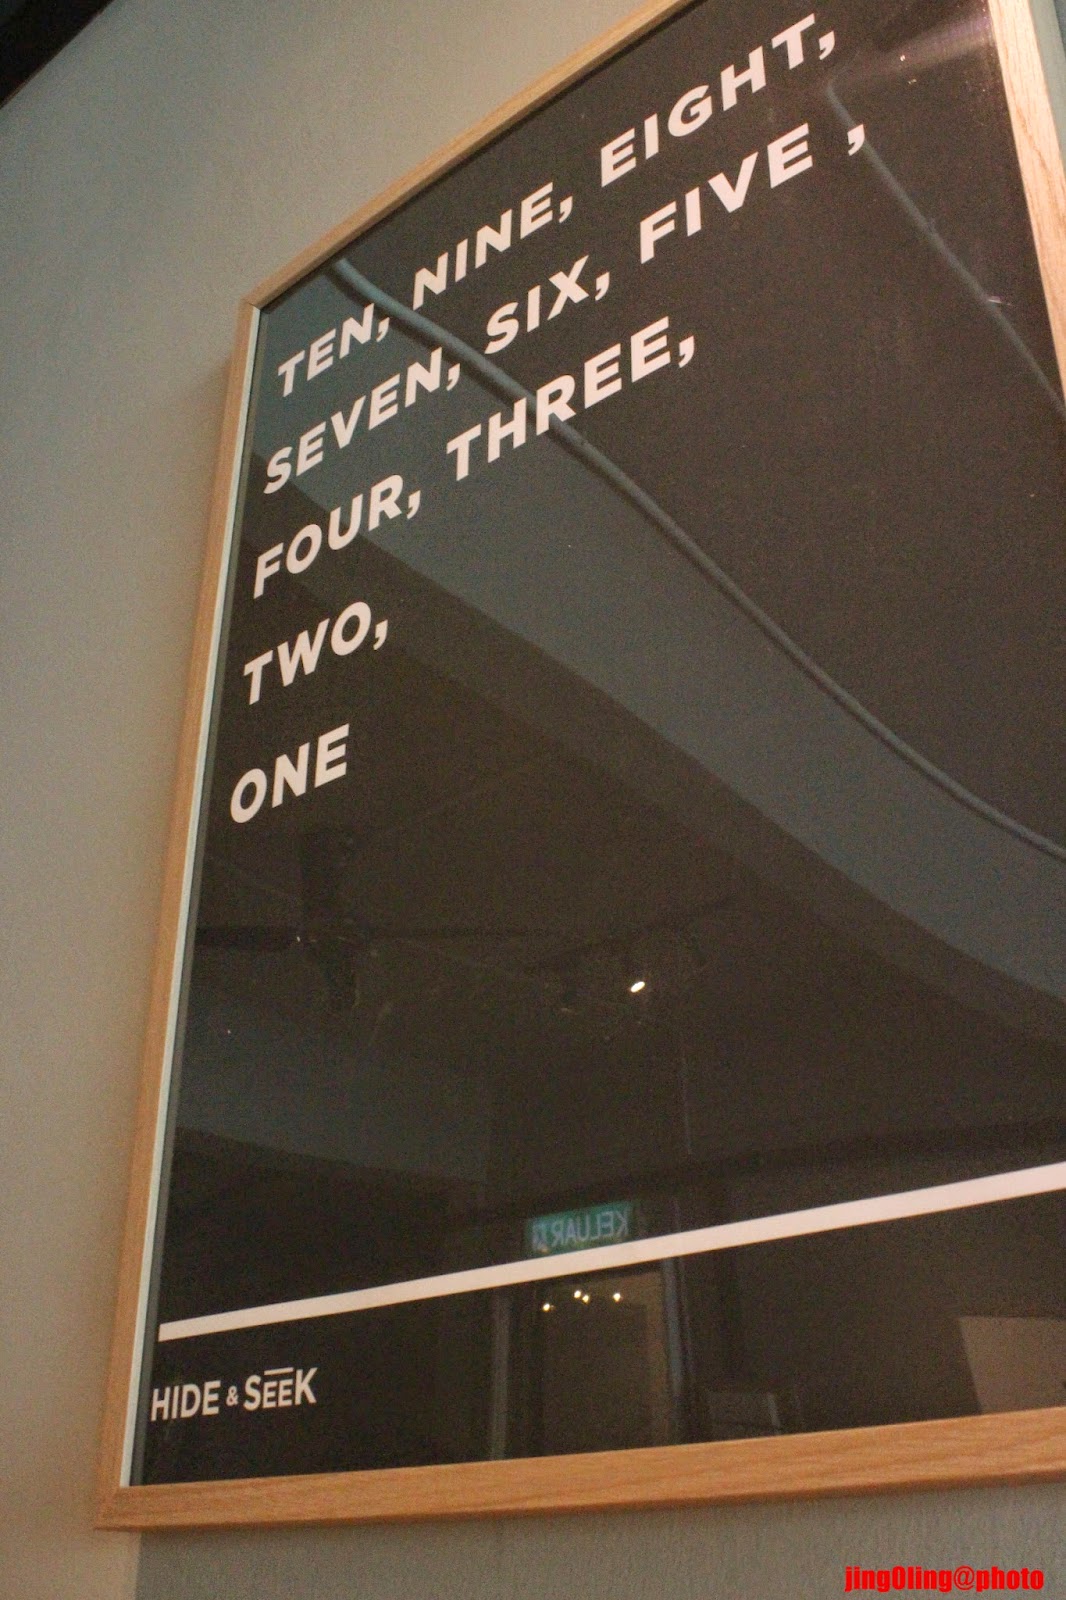 TEN, NINE, EIGHT,
SEVEN, SIX, FIVE ,
FOUR, THREE,
TWO,
ONE
KELUAR
HIDE & SEEK
jing0ling@photo